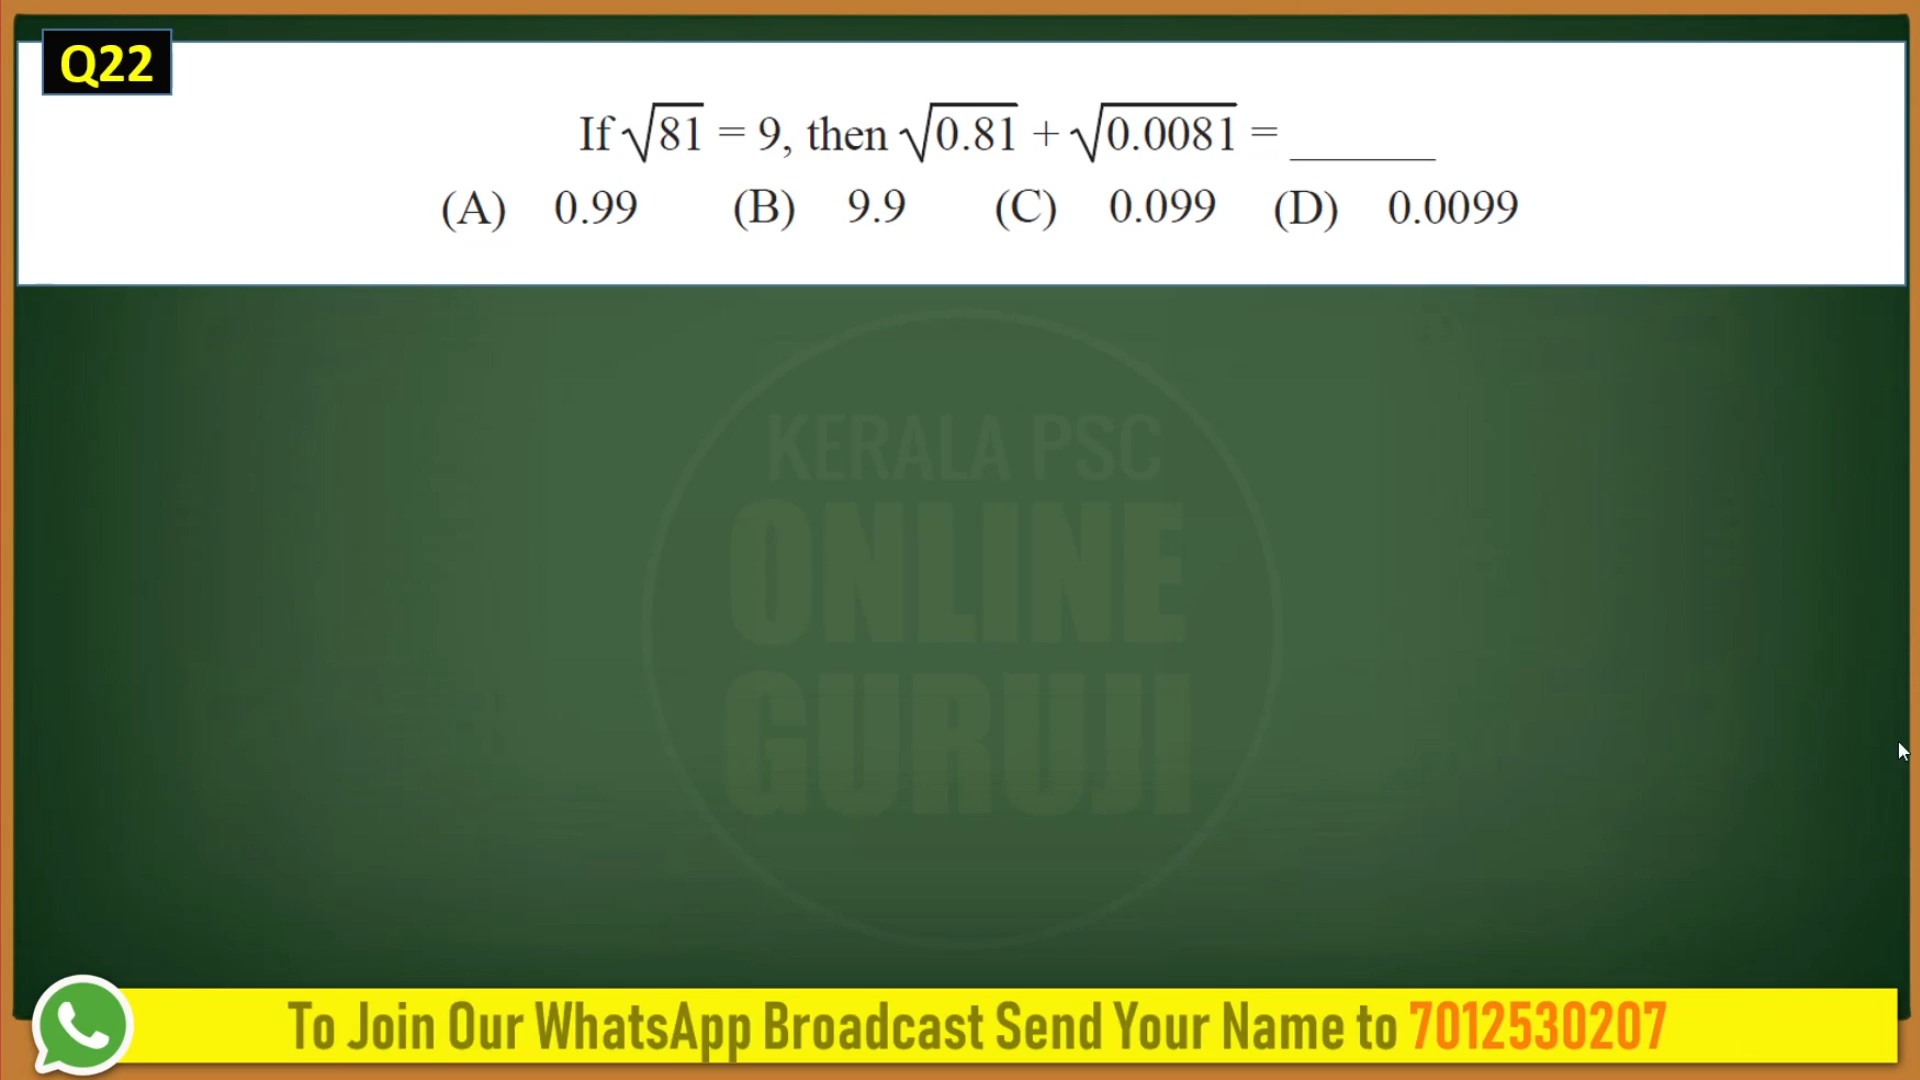 Q22
If √81 = 9, then √0.81 + √0.0081 = ______
(A) 0.99 (B) 9.9 (C) 0.099 (D) 0.0099
KERALA PSC
ONLINE
GURUJI
To Join Our WhatsApp Broadcast Send Your Name to 7012530207